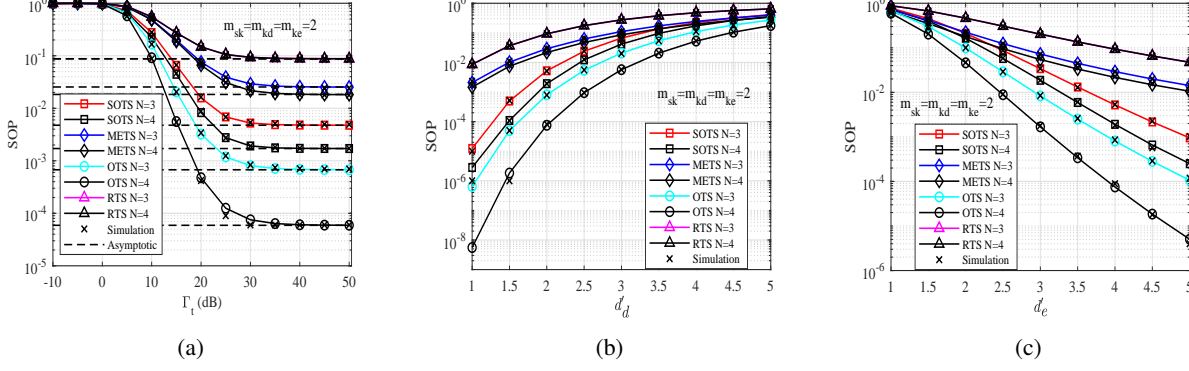 10^0
10^-1
10^-2
10^-3
10^-4
10^-5
SOP
m_sk=m_kd=m_ke=2
SOTS N=3
SOTS N=4
METS N=3
METS N=4
OTS N=3
OTS N=4
RTS N=3
RTS N=4
Simulation
Asymptotic
-10 0 10 20 30 40 50
Γ_t (dB)
(a)
10^0
10^-2
10^-4
10^-6
10^-8
SOP
m_sk=m_kd=m_ke=2
SOTS N=3
SOTS N=4
METS N=3
METS N=4
OTS N=3
OTS N=4
RTS N=3
RTS N=4
Simulation
1 1.5 2 2.5 3 3.5 4 4.5 5
d'_d
(b)
10^0
10^-2
10^-4
10^-6
SOP
m_sk=m_kd=m_ke=2
SOTS N=3
SOTS N=4
METS N=3
METS N=4
OTS N=3
OTS N=4
RTS N=3
RTS N=4
Simulation
1 1.5 2 2.5 3 3.5 4 4.5 5
d'_e
(c)